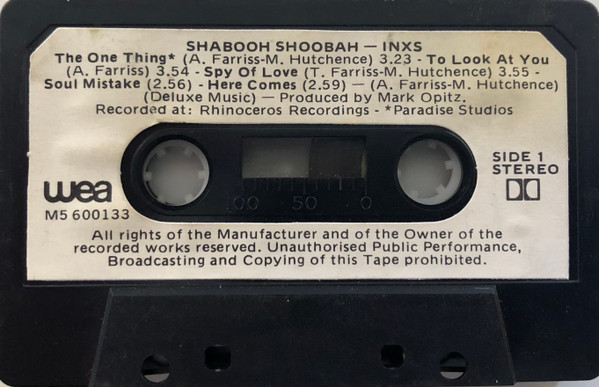 SHABOOH SHOOBAH — INXS
The One Thing* (A. Farriss-M. Hutchence) 3.23 - To Look At You
(A. Farriss) 3.54 - Spy Of Love (T. Farriss-M. Hutchence) 3.55 -
Soul Mistake (2.56) - Here Comes (2.59) — (A. Farriss-M. Hutchence)
(Deluxe Music) — Produced by Mark Opitz.
Recorded at: Rhinoceros Recordings - *Paradise Studios
wea
M5 600133
00 50 0
SIDE 1
STEREO
All rights of the Manufacturer and of the Owner of the
recorded works reserved. Unauthorised Public Performance,
Broadcasting and Copying of this Tape prohibited.